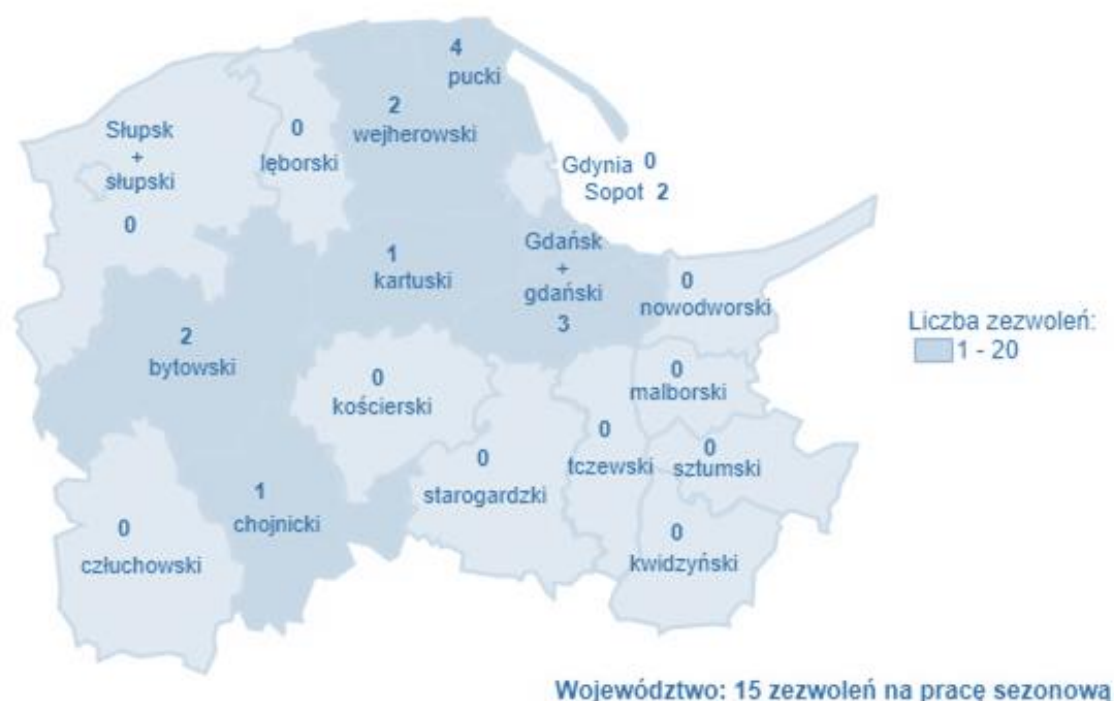 4
pucki
2
wejherowski
0
lęborski
Słupsk
+
słupski
0
Gdynia 0
Sopot 2
1
kartuski
Gdańsk
+
gdański
3
0
nowodworski
2
bytowski
0
kościerski
0
malborski
0
tczewski
0
sztumski
0
starogardzki
1
chojnicki
0
człuchowski
0
kwidzyński
Liczba zezwoleń:
1 - 20
Województwo: 15 zezwoleń na pracę sezonową